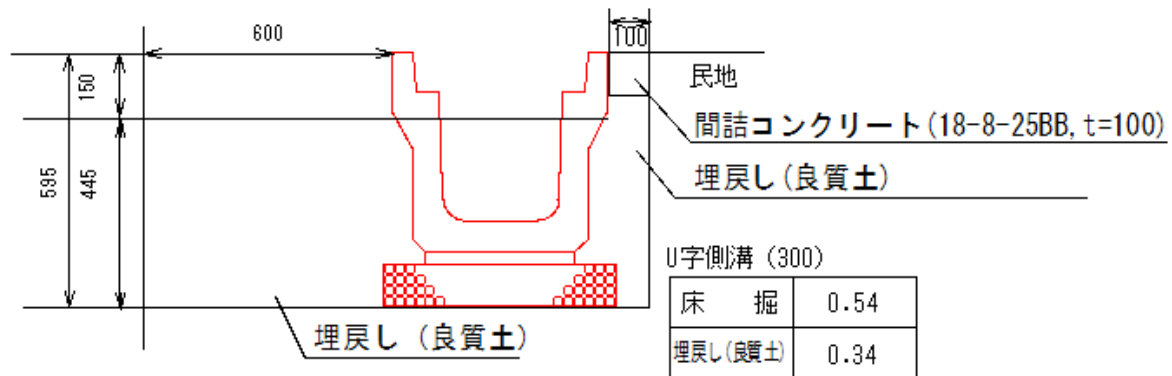 600
100
150
595
445
民地
間詰コンクリート(18-8-25BB,t=100)
埋戻し(良質土)
埋戻し (良質土)
U字側溝 (300)
床 掘 0.54
埋戻し(良質土) 0.34